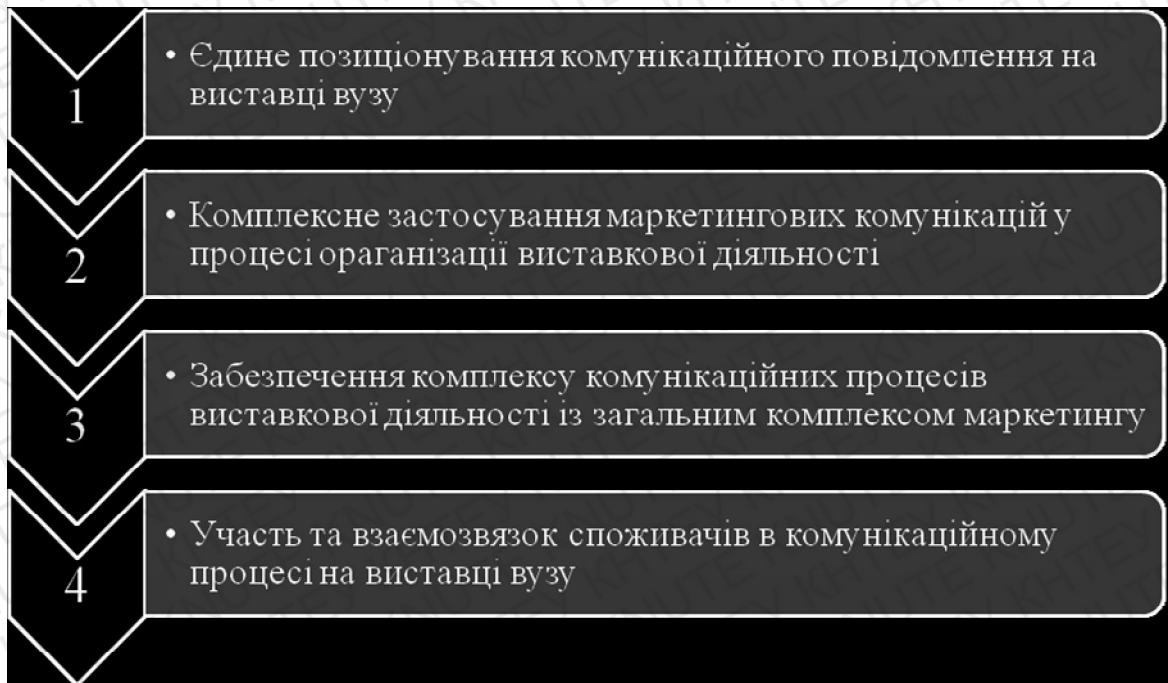 1
• Єдине позиціонування комунікаційного повідомлення на
виставці вузу
2
• Комплексне застосування маркетингових комунікацій у
процесі ораганізації виставкової діяльності
3
• Забезпечення комплексу комунікаційних процесів
виставкової діяльності із загальним комплексом маркетингу
4
• Участь та взаємозвязок споживачів в комунікаційному
процесі на виставці вузу